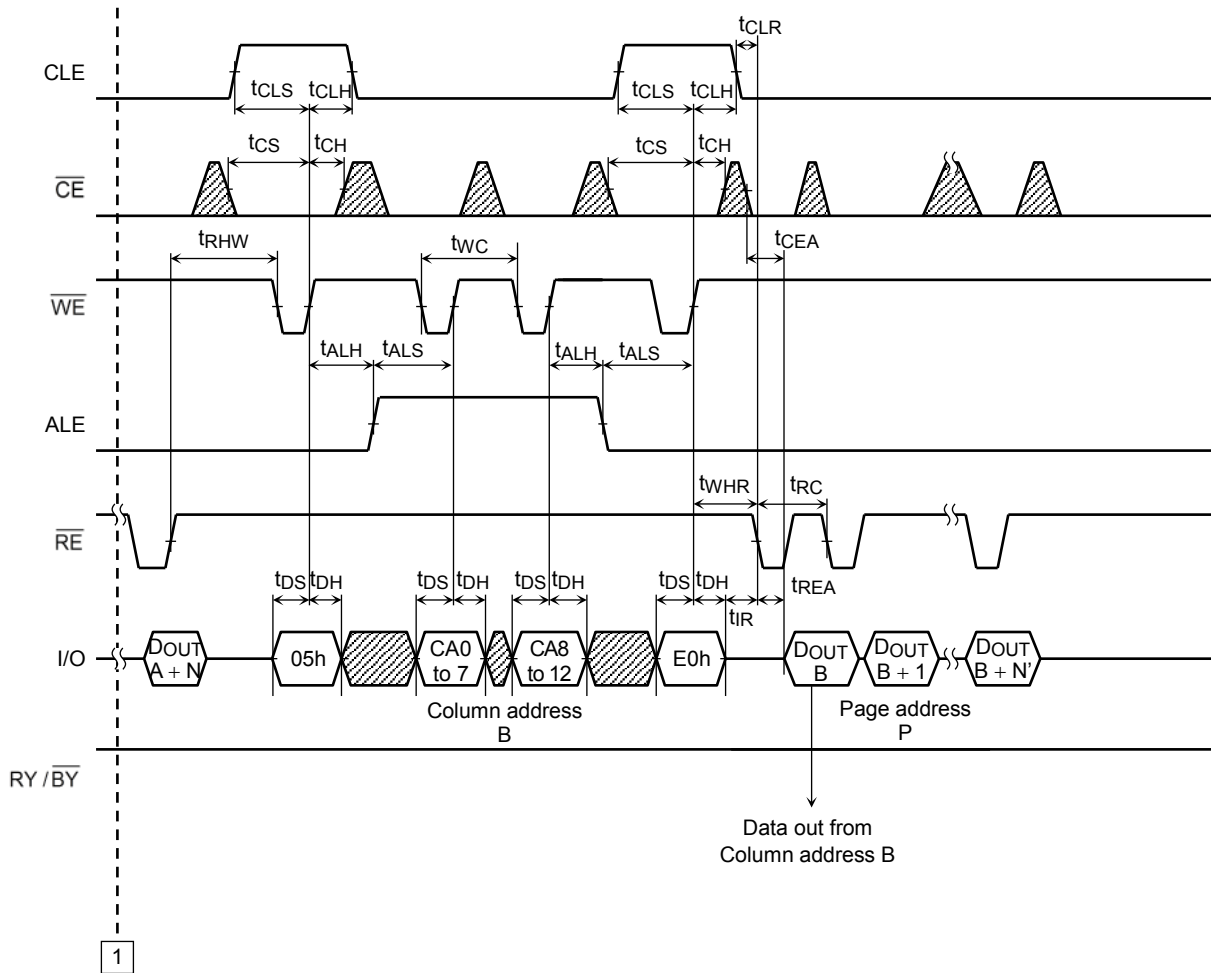 tCLR
CLE
tCLS tCLH tCLS tCLH
tCS tCH tCS tCH
CE
tCEA
tRHW tWC
WE
tALH tALS tALH tALS
ALE
tWHR tRC
RE
tDS tDH tDS tDH tDS tDH tDS tDH tREA
tIR
I/O
DOUT
A + N
05h
CA0
to 7
CA8
to 12
E0h
DOUT
B
DOUT
B + 1
DOUT
B + N’
Column address
B
Page address
P
RY / BY
Data out from
Column address B
1